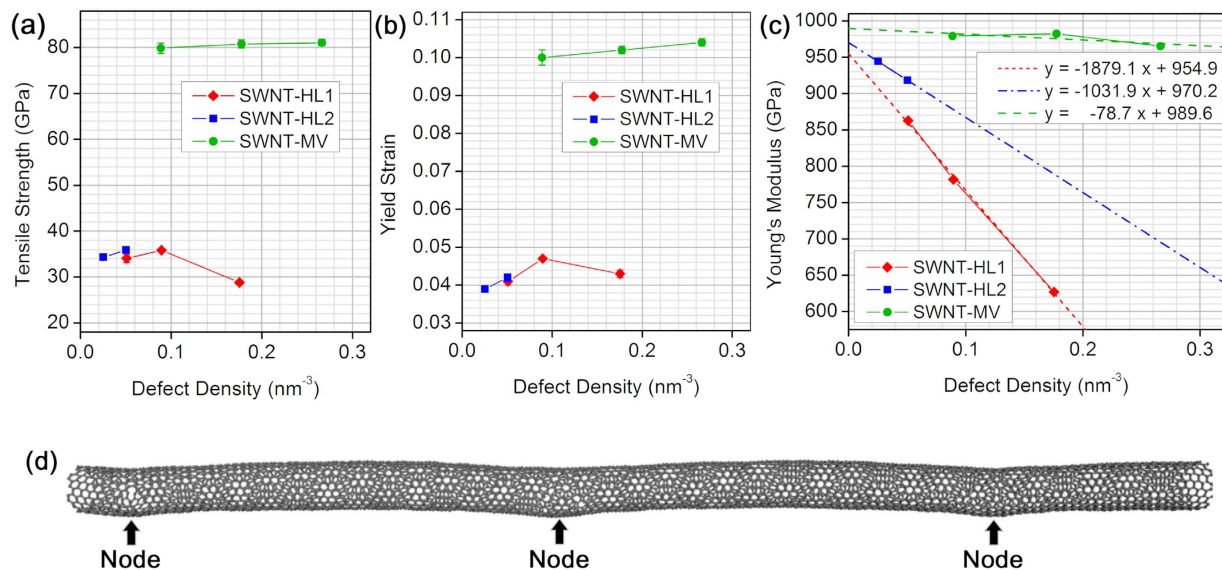 (a)
Tensile Strength (GPa)
100
90
80
70
60
50
40
30
20
0.0 0.1 0.2 0.3
Defect Density (nm-3)
SWNT-HL1
SWNT-HL2
SWNT-MV
(b)
Yield Strain
0.11
0.10
0.09
0.08
0.07
0.06
0.05
0.04
0.03
0.0 0.1 0.2 0.3
Defect Density (nm-3)
SWNT-HL1
SWNT-HL2
SWNT-MV
(c)
Young's Modulus (GPa)
1000
950
900
850
800
750
700
650
600
0.0 0.1 0.2 0.3
Defect Density (nm-3)
y = -1879.1 x + 954.9
y = -1031.9 x + 970.2
y = -78.7 x + 989.6
SWNT-HL1
SWNT-HL2
SWNT-MV
(d)
Node Node Node